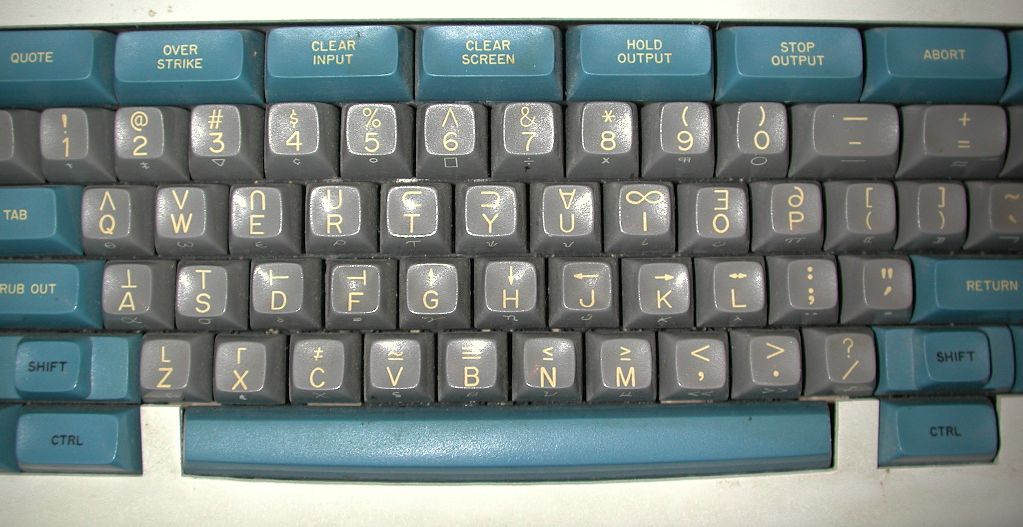 QUOTE
OVER
STRIKE
CLEAR
INPUT
CLEAR
SCREEN
HOLD
OUTPUT
STOP
OUTPUT
ABORT
! @ # $ % ∧ & * ( ) — +
1 2 3 4 5 6 7 8 9 0 – =
TAB
∧ ∨ ∩ ∪ ⊂ ⊃ ∀ ∞ ∃ ∂ [ ] ~
Q W E R T Y U I O P ( )
RUB OUT
⊥ ⊤ ⊢ ⊣ ↑ ↓ ← → ↔ : "
A S D F G H J K L ; '
RETURN
SHIFT
⌊ ⌈ ≠ ≃ ≡ ≤ ≥ < > ?
Z X C V B N M , . /
SHIFT
CTRL
CTRL